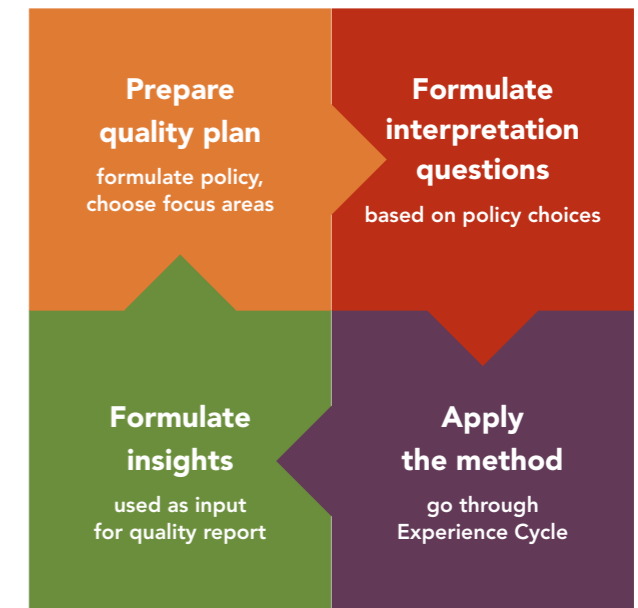 Prepare
quality plan
formulate policy,
choose focus areas
Formulate
interpretation
questions
based on policy choices
Formulate
insights
used as input
for quality report
Apply
the method
go through
Experience Cycle